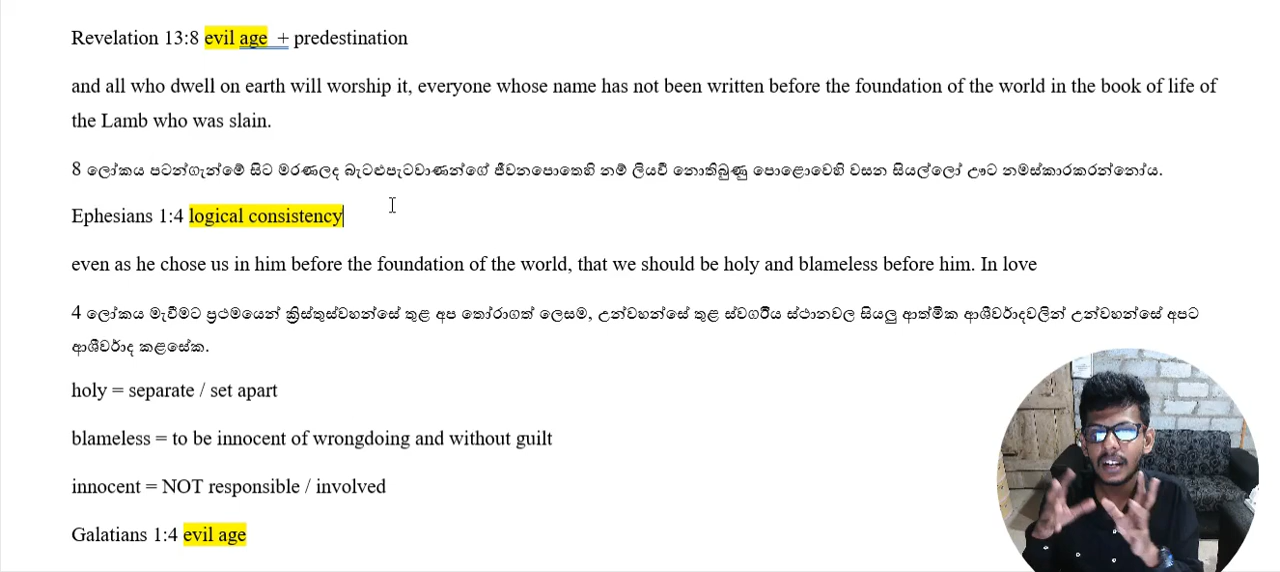 Revelation 13:8 evil age + predestination
and all who dwell on earth will worship it, everyone whose name has not been written before the foundation of the world in the book of life of
the Lamb who was slain.
8 ලෝකය පටන්ගැන්මේ සිට මරණලද බැටළුපැටවාණන්ගේ ජීවනපොතෙහි නම් ලියවී නොතිබුණු පොළොවෙහි වසන සියල්ලෝ ඌට නමස්කාරකරන්නෝය.
Ephesians 1:4 logical consistency
even as he chose us in him before the foundation of the world, that we should be holy and blameless before him. In love
4 ලෝකය මැවීමට ප්‍රථමයෙන් ක්‍රිස්තුස්වහන්සේ තුළ අප තෝරාගත් ලෙසම, උන්වහන්සේ තුළ ස්වර්ගීය ස්ථානවල සියලු ආත්මික ආශීර්වාදවලින් උන්වහන්සේ අපට
ආශීර්වාද කළසේක.
holy = separate / set apart
blameless = to be innocent of wrongdoing and without guilt
innocent = NOT responsible / involved
Galatians 1:4 evil age